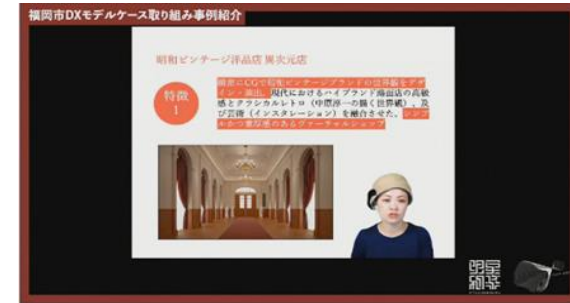 福岡市DXモデルケース取り組み事例紹介
昭和ビンテージ洋品店 異次元店
特徴
1
緻密にCGで昭和ビンテージブランドの世界観をデザ
イン・演出。現代におけるハイブランド路面店の高級
感とクラシカルレトロ（中原淳一の描く世界観）、及
び芸術（インスタレーション）を融合させた、シンプ
ルかつ重厚感のあるヴァーチャルショップ